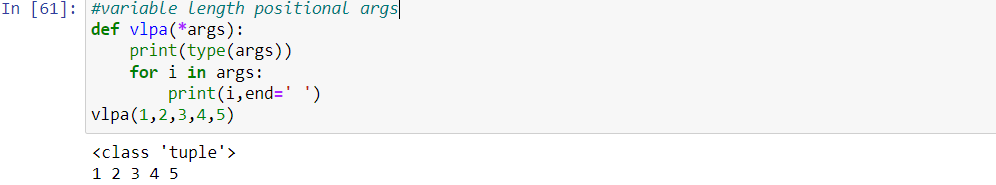 In [61]: #variable length positional args
def vlpa(*args):
    print(type(args))
    for i in args:
        print(i,end=' ')
vlpa(1,2,3,4,5)
<class 'tuple'>
1 2 3 4 5